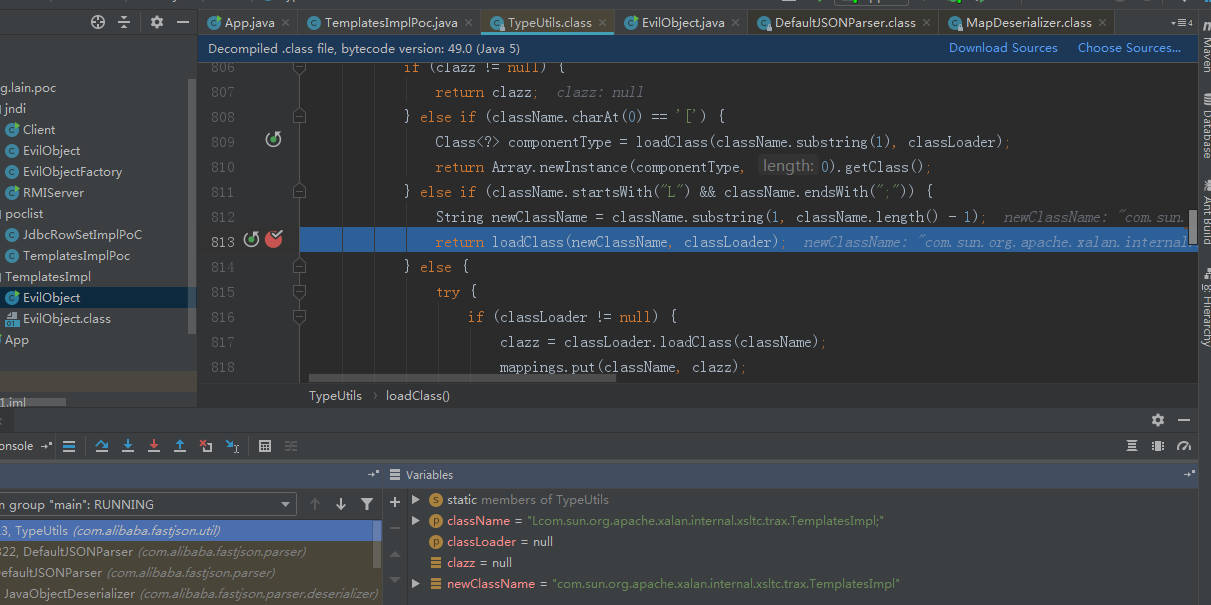 App.java TemplatesImplPoc.java TypeUtils.class EvilObject.java DefaultJSONParser.class MapDeserializer.class
Decompiled .class file, bytecode version: 49.0 (Java 5) Download Sources Choose Sources...
g.lain.poc
jndi
Client
EvilObject
EvilObjectFactory
RMIServer
poclist
JdbcRowSetImplPoC
TemplatesImplPoc
TemplatesImpl
EvilObject
EvilObject.class
App
1.iml
806 if (clazz != null) {
807 return clazz; clazz: null
808 } else if (className.charAt(0) == '[') {
809 Class<?> componentType = loadClass(className.substring(1), classLoader);
810 return Array.newInstance(componentType, length: 0).getClass();
811 } else if (className.startsWith("L") && className.endsWith(";")) {
812 String newClassName = className.substring(1, className.length() - 1); newClassName: "com.sun.
813 return loadClass(newClassName, classLoader); newClassName: "com.sun.org.apache.xalan.internal.
814 } else {
815 try {
816 if (classLoader != null) {
817 clazz = classLoader.loadClass(className);
818 mappings.put(className, clazz);
TypeUtils loadClass()
Maven
Database
Ant Build
Hierarchy
onsole
Variables
n group "main": RUNNING
3, TypeUtils (com.alibaba.fastjson.util)
322, DefaultJSONParser (com.alibaba.fastjson.parser)
efaultJSONParser (com.alibaba.fastjson.parser)
JavaObjectDeserializer (com.alibaba.fastjson.parser.deserializer)
static members of TypeUtils
className = "Lcom.sun.org.apache.xalan.internal.xsltc.trax.TemplatesImpl;"
classLoader = null
clazz = null
newClassName = "com.sun.org.apache.xalan.internal.xsltc.trax.TemplatesImpl"